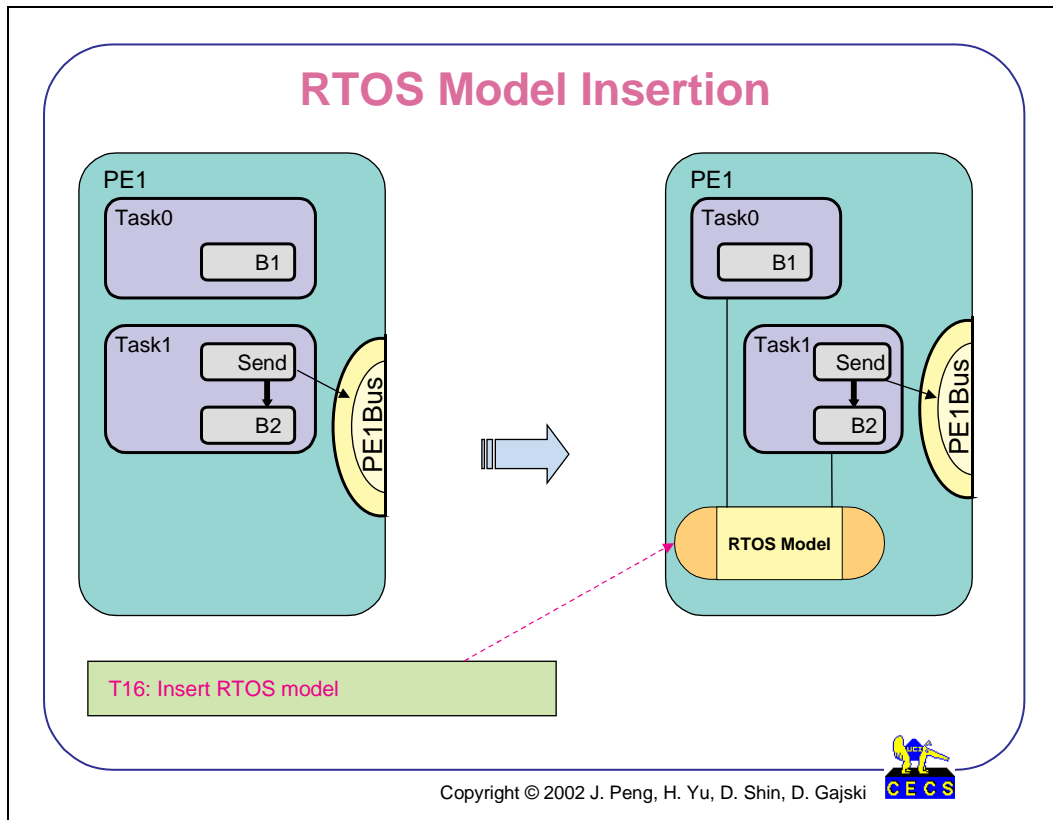 RTOS Model Insertion
PE1
Task0
B1
Task1
Send
B2
PE1Bus
PE1
Task0
B1
Task1
Send
B2
PE1Bus
RTOS Model
T16: Insert RTOS model
UCI
CECS
Copyright © 2002 J. Peng, H. Yu, D. Shin, D. Gajski